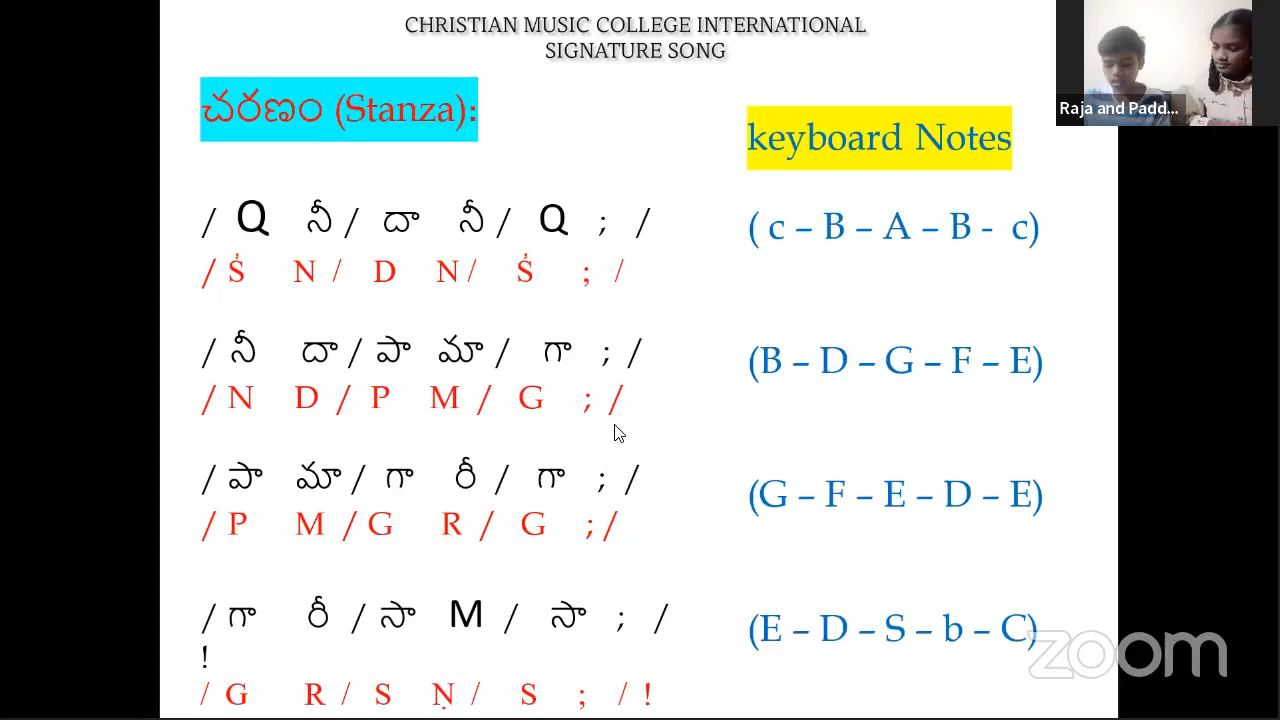 CHRISTIAN MUSIC COLLEGE INTERNATIONAL
SIGNATURE SONG
Raja and Padd...
చరణం (Stanza):
keyboard Notes
/ Q నీ / దా నీ / Q ; /
( c – B – A – B - c)
/ Ṡ N / D N / Ṡ ; /
/ నీ దా / పా మా / గా ; /
(B – D – G – F – E)
/ N D / P M / G ; /
/ పా మా / గా రీ / గా ; /
(G – F – E – D – E)
/ P M / G R / G ; /
/ గా రీ / సా M / సా ; /
!
(E – D – S – b – C)
zoom
/ G R / S Ṇ / S ; / !